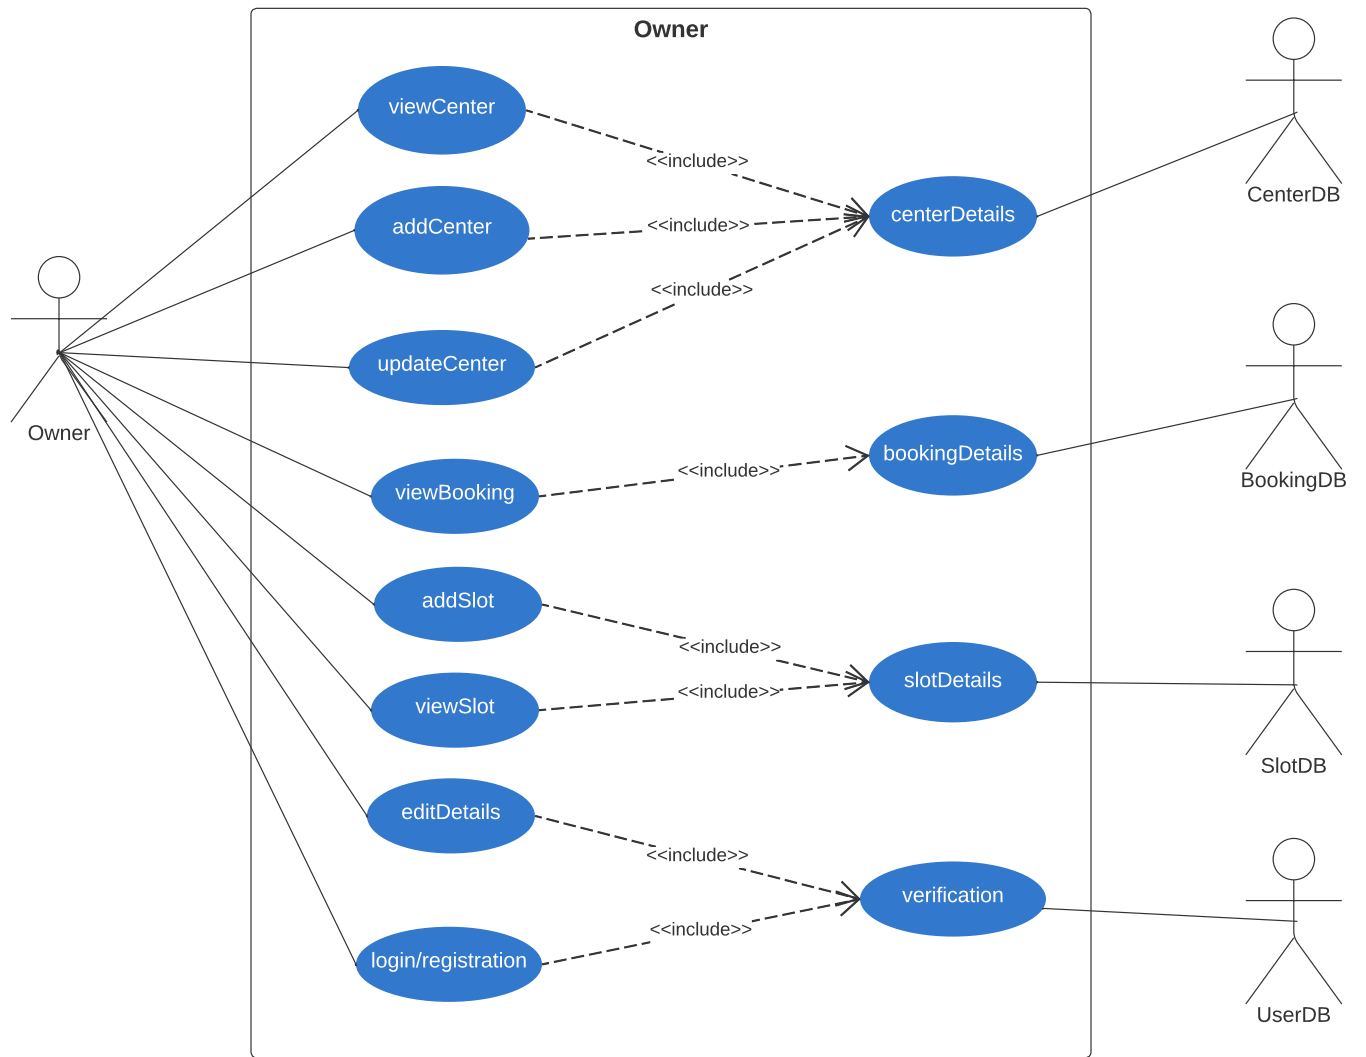 Owner
viewCenter
<<include>>
CenterDB
addCenter
<<include>>
centerDetails
<<include>>
updateCenter
Owner
bookingDetails
<<include>>
BookingDB
viewBooking
addSlot
<<include>>
slotDetails
<<include>>
viewSlot
SlotDB
editDetails
<<include>>
verification
<<include>>
login/registration
UserDB